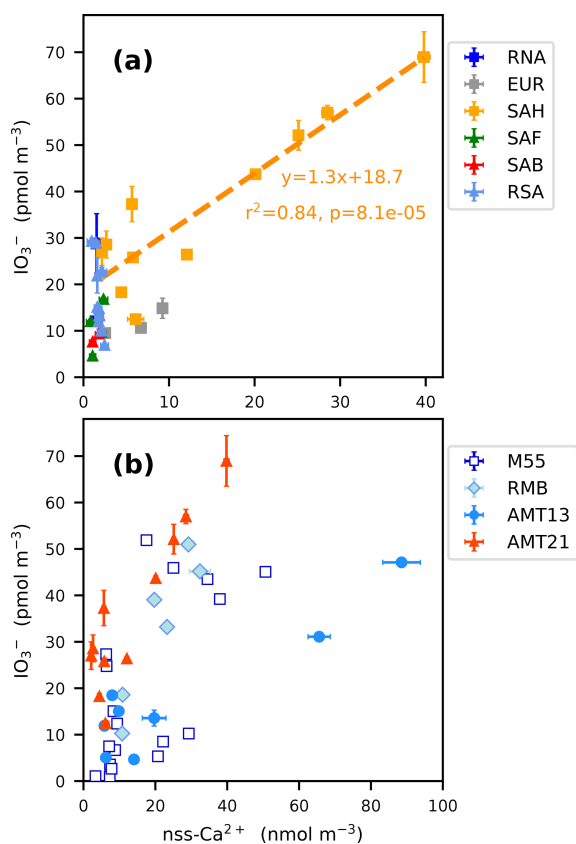 (a)
70
60
50
40
30
20
10
0
IO₃⁻ (pmol m⁻³)
y=1.3x+18.7
r²=0.84, p=8.1e-05
0 10 20 30 40
RNA
EUR
SAH
SAF
SAB
RSA
(b)
70
60
50
40
30
20
10
0
IO₃⁻ (pmol m⁻³)
0 20 40 60 80 100
nss-Ca²⁺ (nmol m⁻³)
M55
RMB
AMT13
AMT21